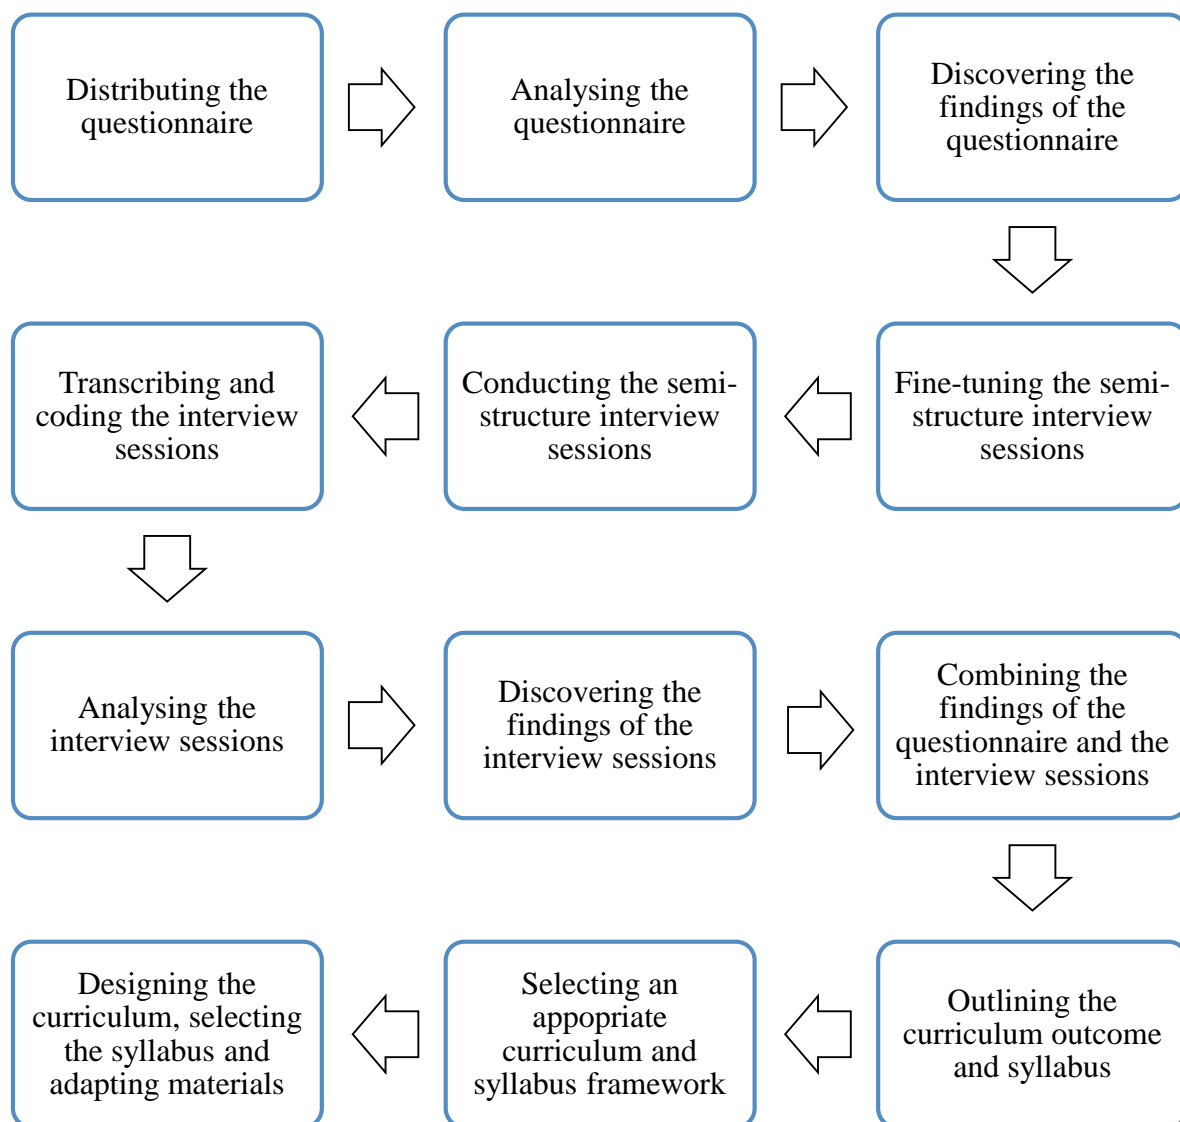 Distributing the
questionnaire
Analysing the
questionnaire
Discovering the
findings of the
questionnaire
Fine-tuning the semi-
structure interview
sessions
Conducting the semi-
structure interview
sessions
Transcribing and
coding the interview
sessions
Analysing the
interview sessions
Discovering the
findings of the
interview sessions
Combining the
findings of the
questionnaire and the
interview sessions
Outlining the
curriculum outcome
and syllabus
Selecting an
appopriate
curriculum and
syllabus framework
Designing the
curriculum, selecting
the syllabus and
adapting materials